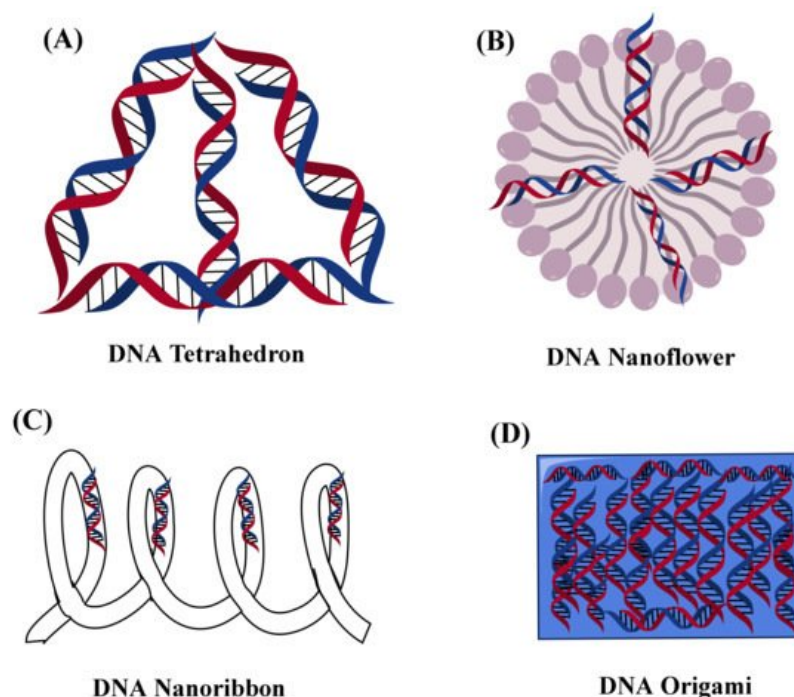 (A)
DNA Tetrahedron
(B)
DNA Nanoflower
(C)
DNA Nanoribbon
(D)
DNA Origami